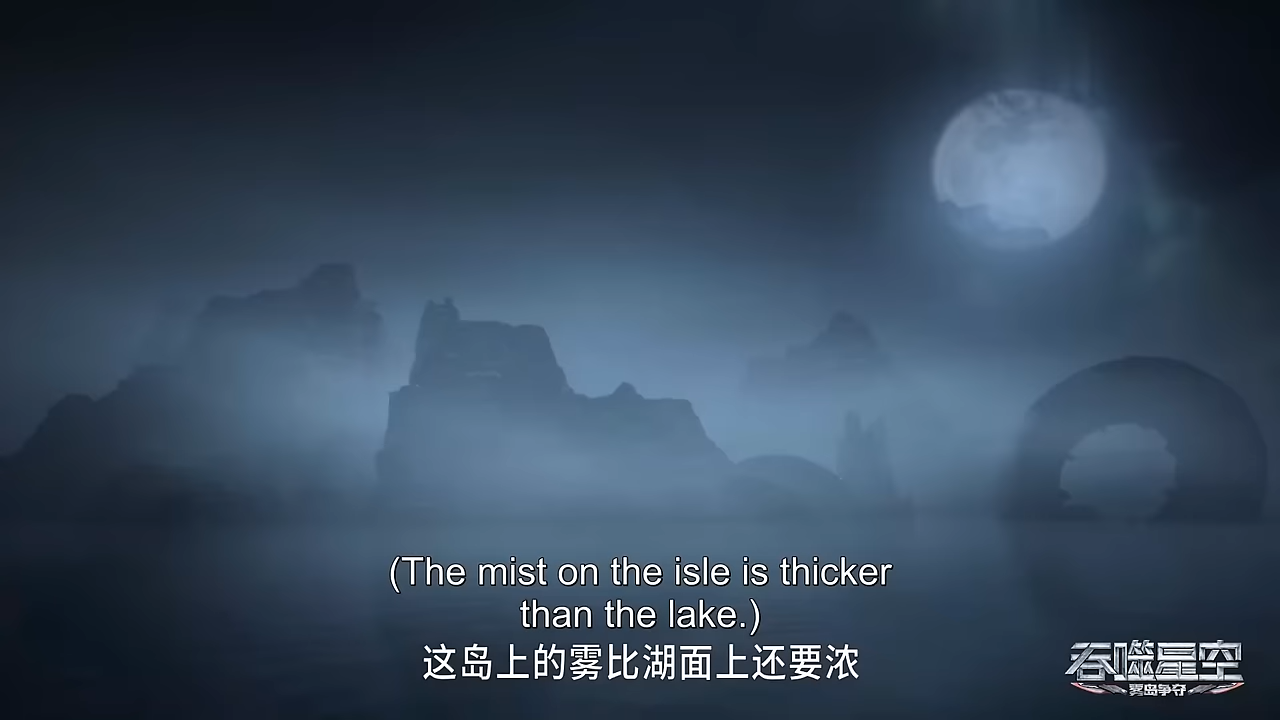 (The mist on the isle is thicker
than the lake.)
这岛上的雾比湖面上还要浓
吞噬星空
雾岛争夺